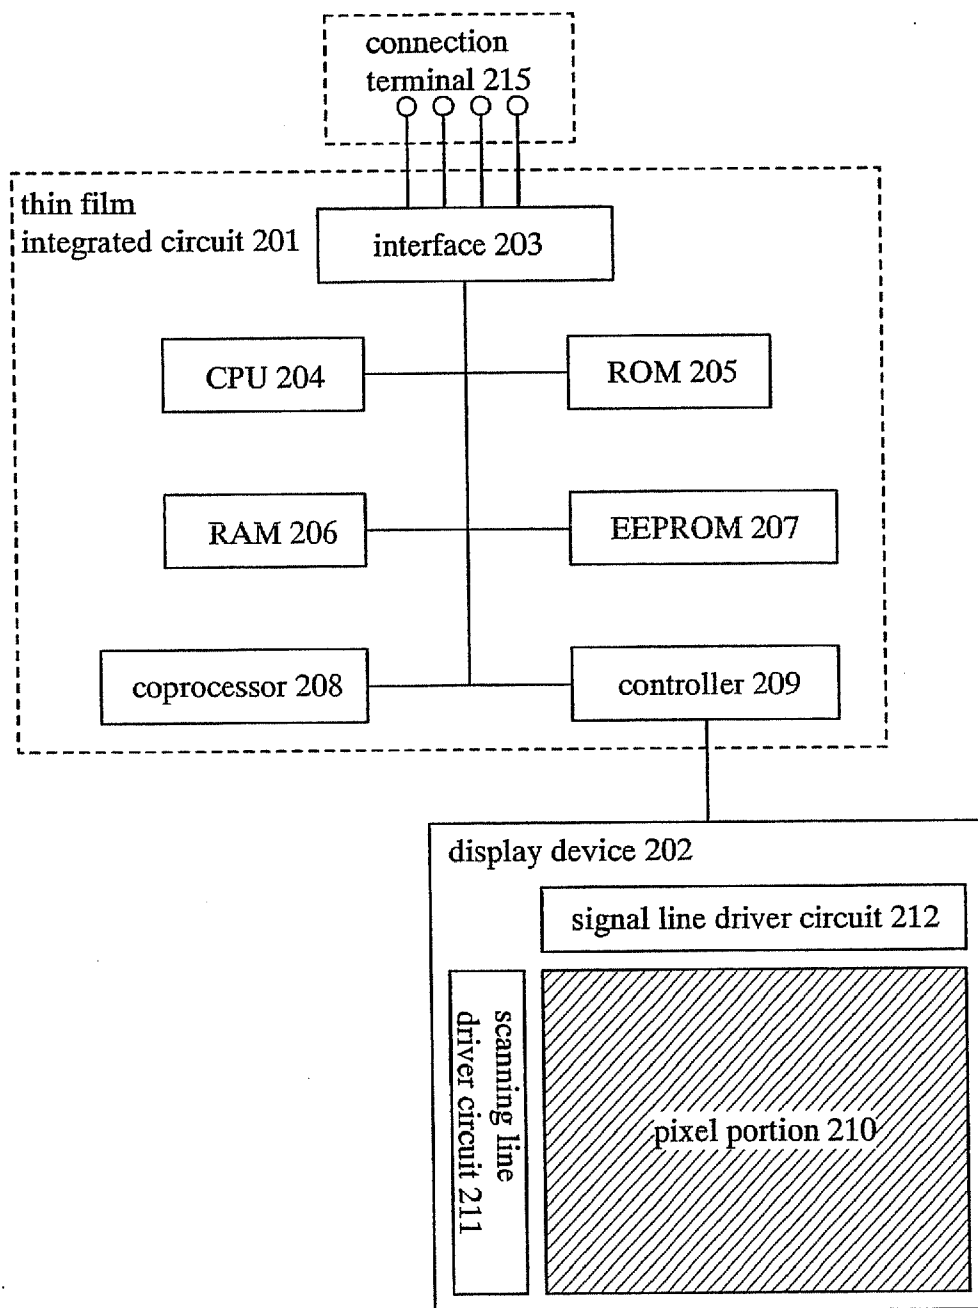 connection
terminal 215
thin film
integrated circuit 201
interface 203
CPU 204
ROM 205
RAM 206
EEPROM 207
coprocessor 208
controller 209
display device 202
signal line driver circuit 212
scanning line
driver circuit 211
pixel portion 210